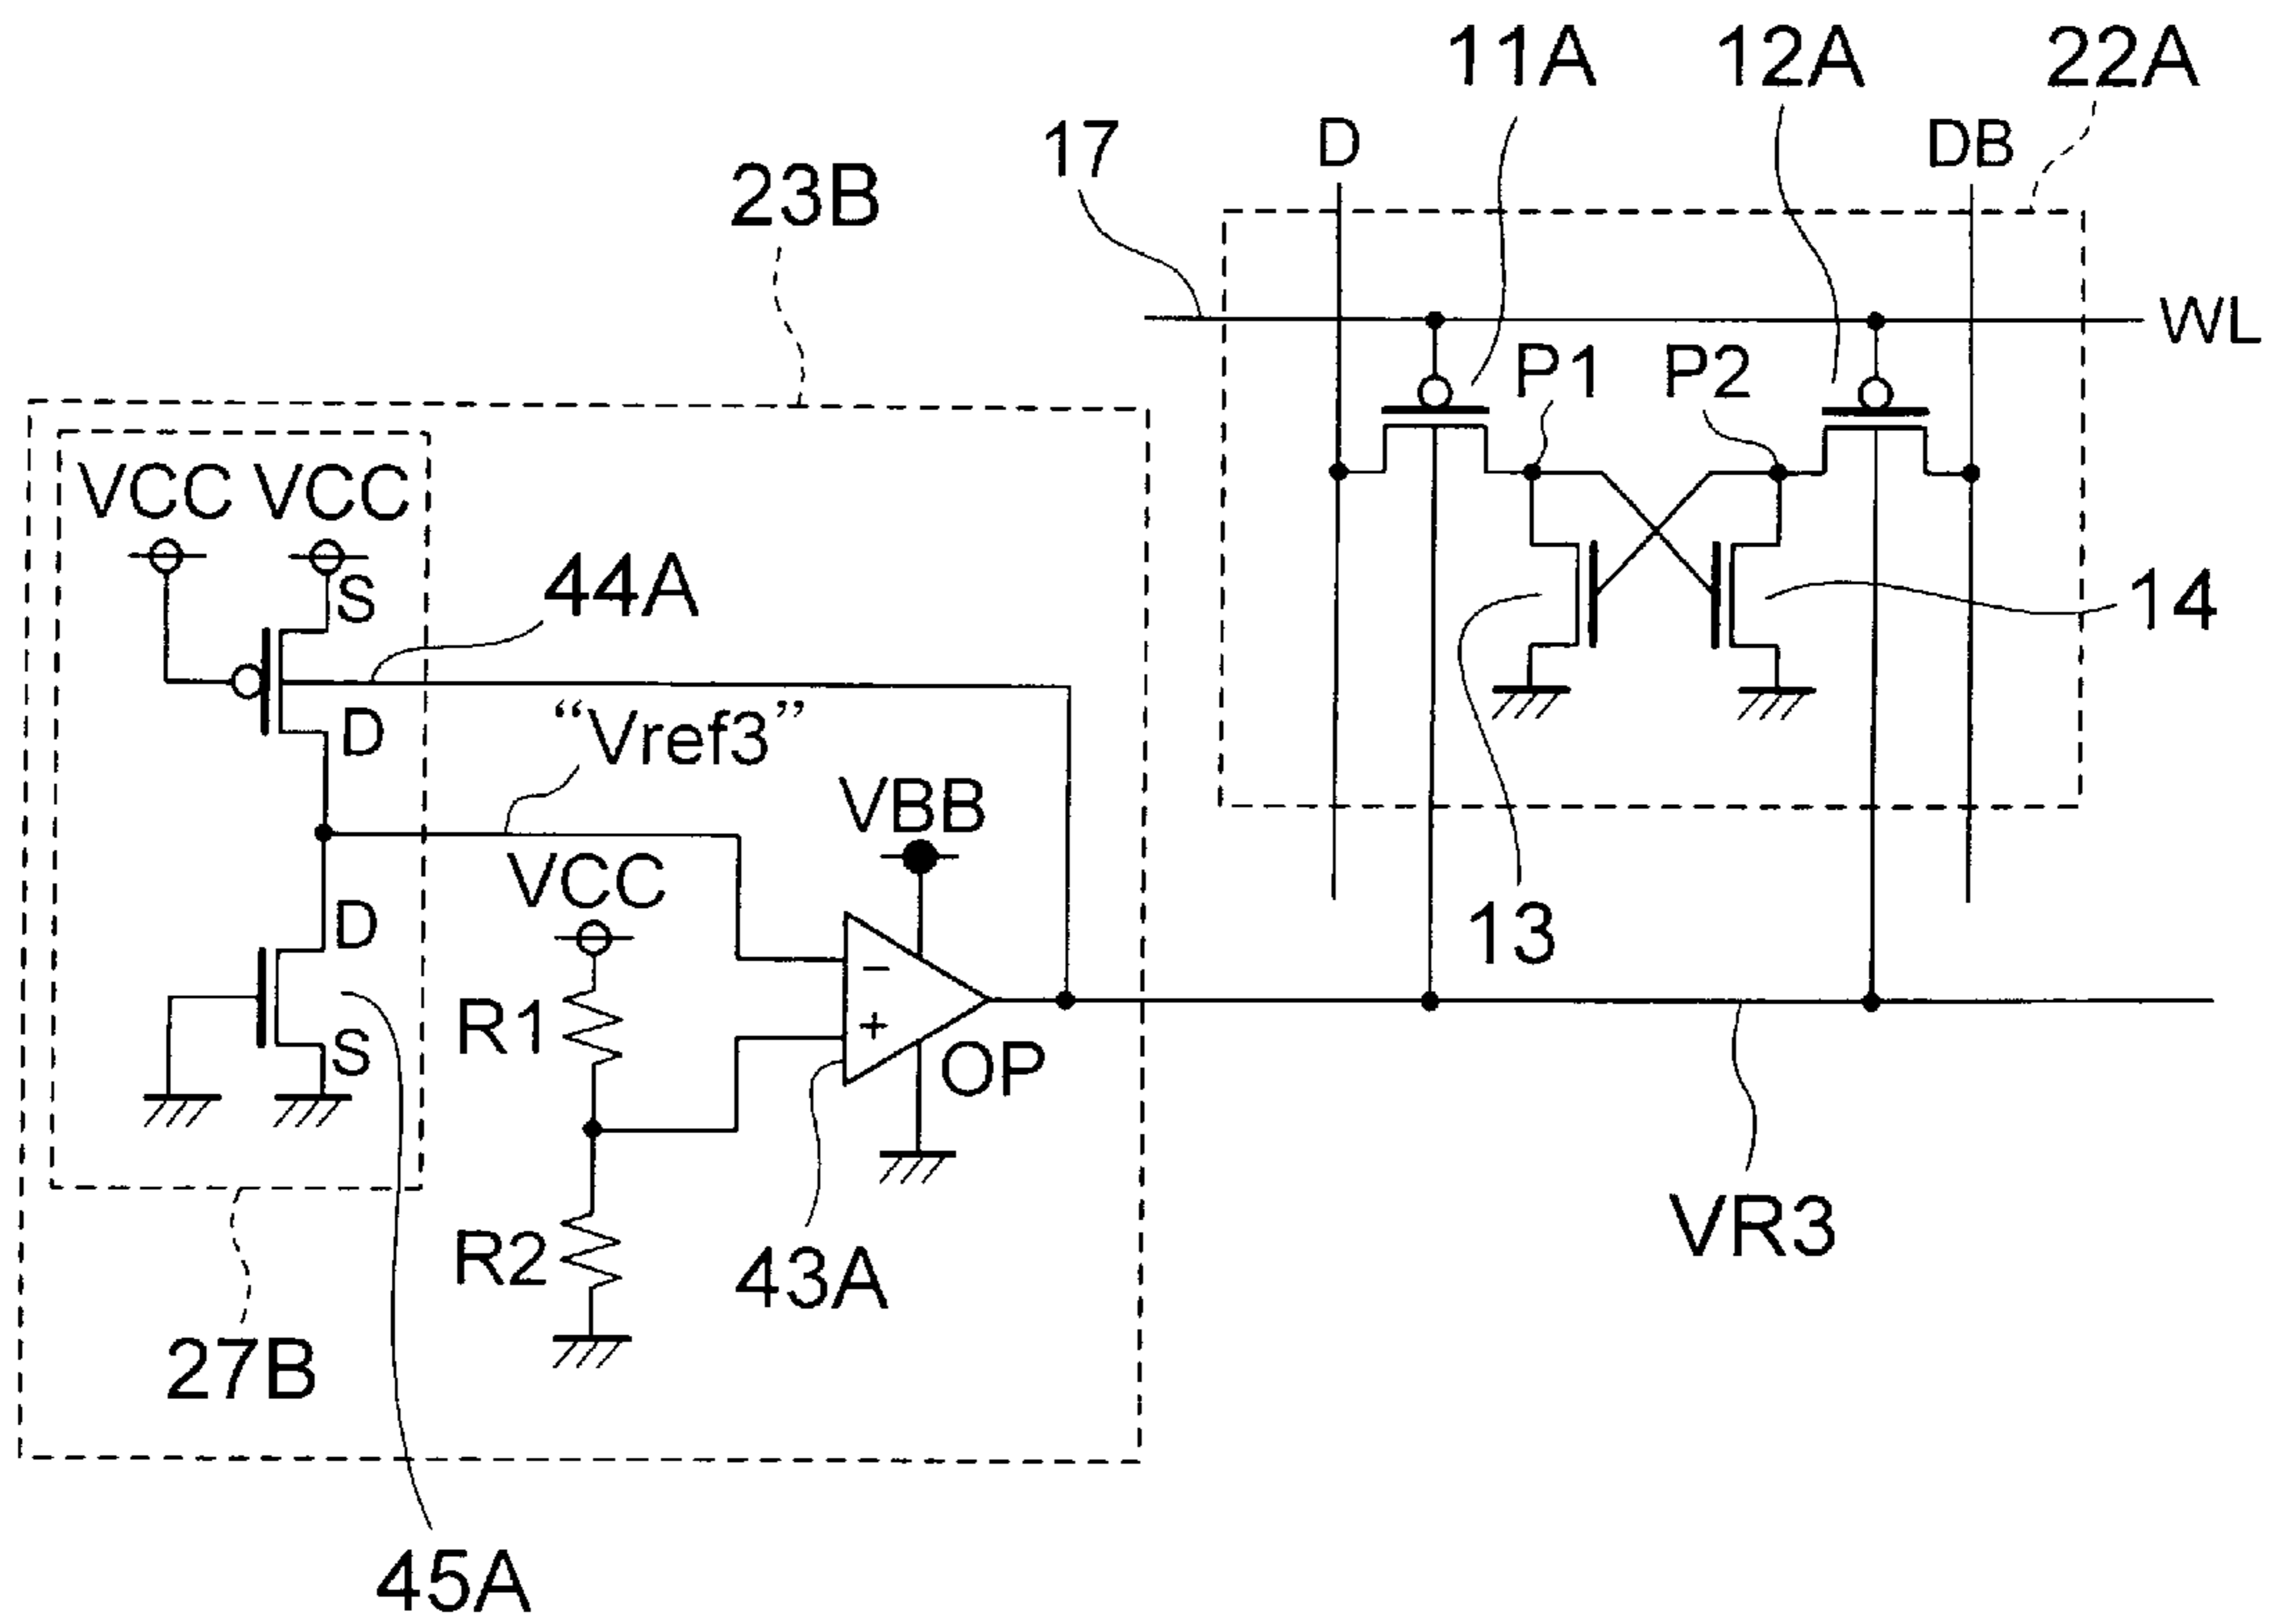 11A 12A 22A
17 D DB
23B
WL
P1 P2
VCC VCC
S
44A
14
D
"Vref3"
VBB
VCC
D
13
−
R1
+
S
OP
VR3
R2
43A
27B
45A